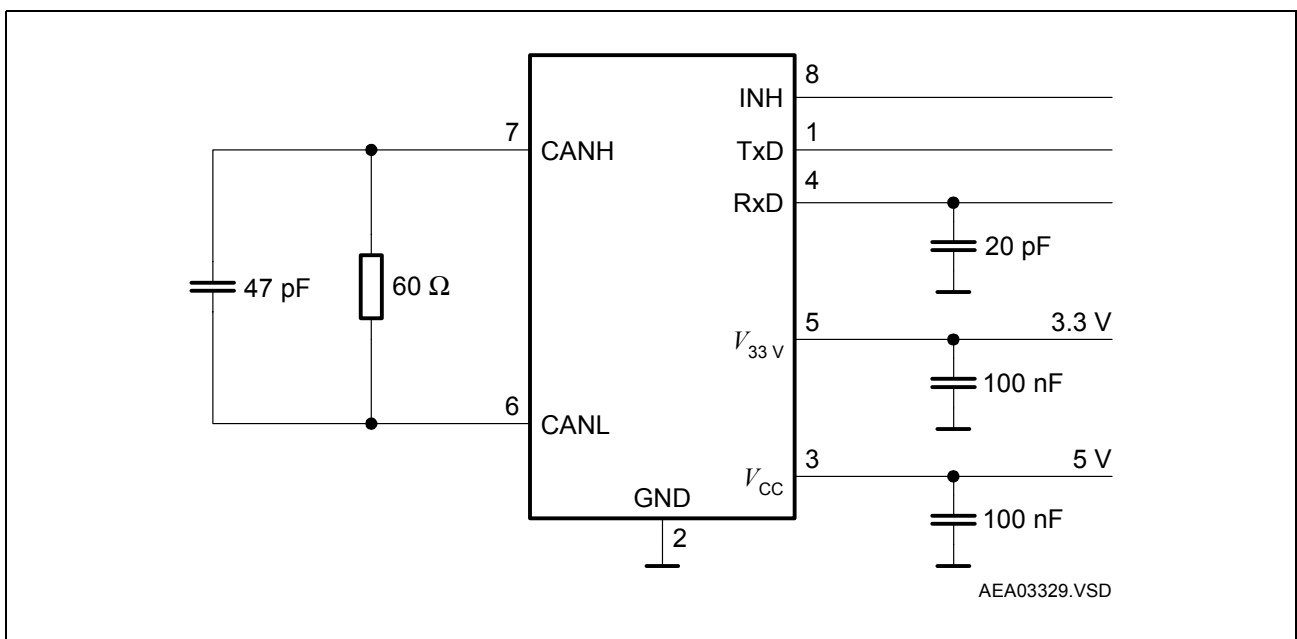 8
INH
7
1
CANH
TxD
4
RxD
20 pF
47 pF
60 Ω
5
3.3 V
V33 V
100 nF
6
CANL
3
5 V
VCC
GND
100 nF
2
AEA03329.VSD